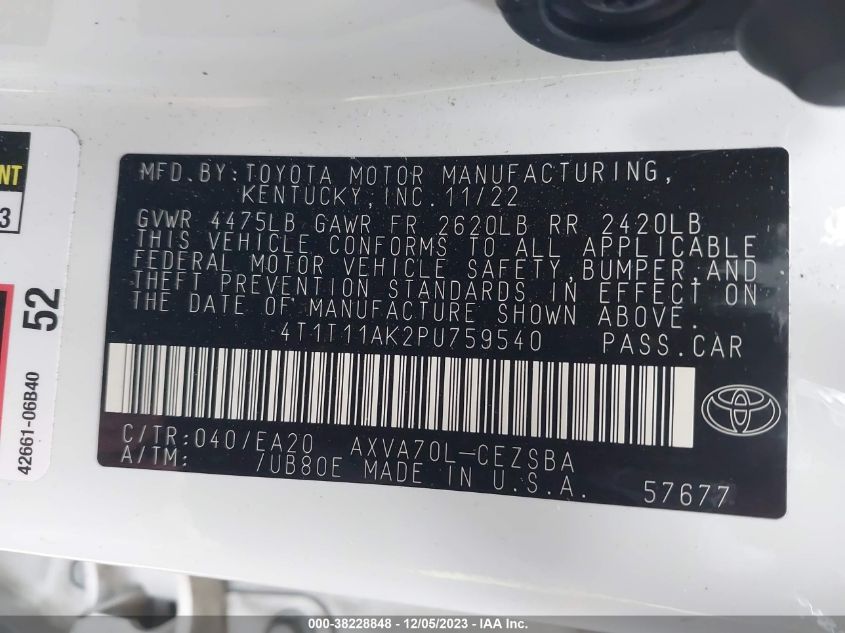 MFD.BY:TOYOTA MOTOR MANUFACTURING,
KENTUCKY,INC.11/22
GVWR 4475LB GAWR FR 2620LB RR 2420LB
THIS VEHICLE CONFORMS TO ALL APPLICABLE
FEDERAL MOTOR VEHICLE SAFETY,BUMPER,AND
THEFT PREVENTION STANDARDS IN EFFECT ON
THE DATE OF MANUFACTURE SHOWN ABOVE.
4T1T11AK2PU759540 PASS.CAR
C/TR:040/EA20 AXVA70L-CEZSBA
A/TM: /UB80E MADE IN U.S.A.
57677
NT
3
52
42661-06B40
000-38228848 - 12/05/2023 - IAA Inc.